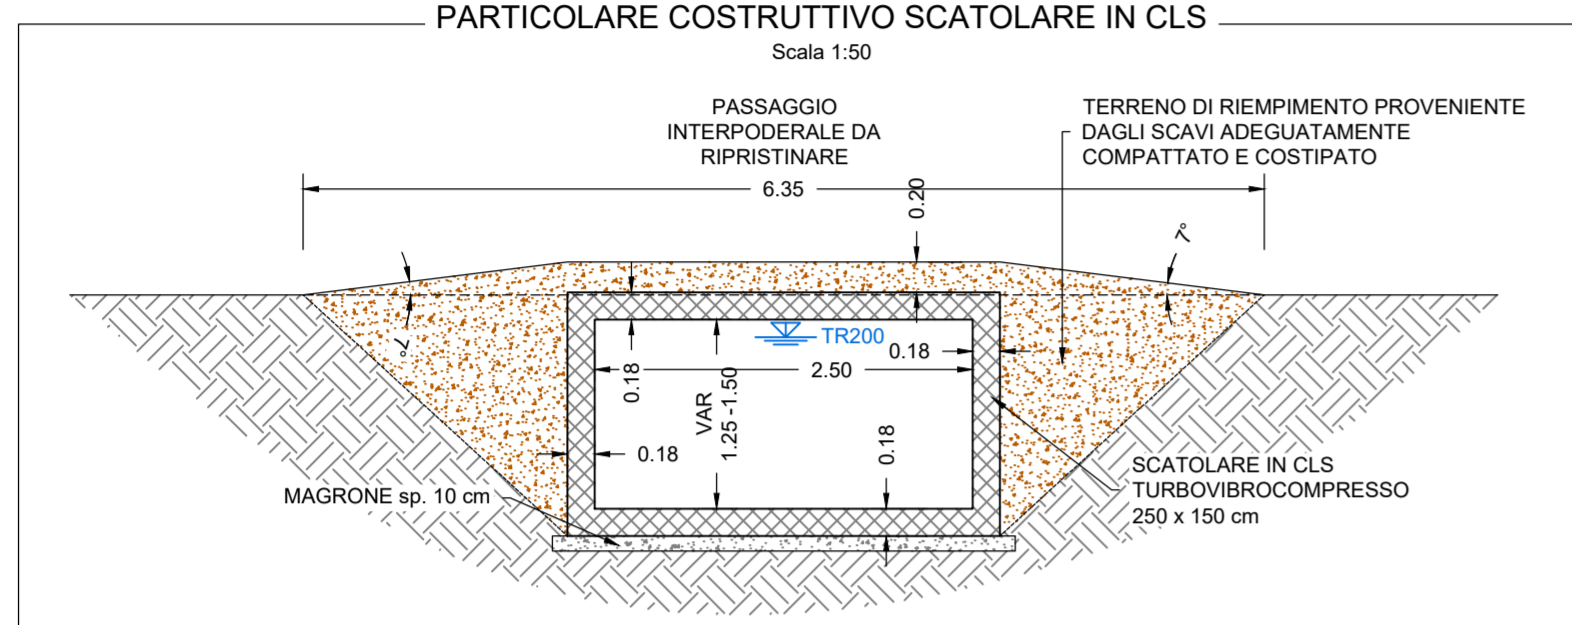 PARTICOLARE COSTRUTTIVO SCATOLARE IN CLS
Scala 1:50
PASSAGGIO
INTERPODERALE DA
RIPRISTINARE
TERRENO DI RIEMPIMENTO PROVENIENTE
DAGLI SCAVI ADEGUATAMENTE
COMPATTATO E COSTIPATO
6.35
0.20
7°
7°
TR200
0.18
0.18
2.50
VAR
1.25 -1.50
0.18
0.18
MAGRONE sp. 10 cm
SCATOLARE IN CLS
TURBOVIBROCOMPRESSO
250 x 150 cm